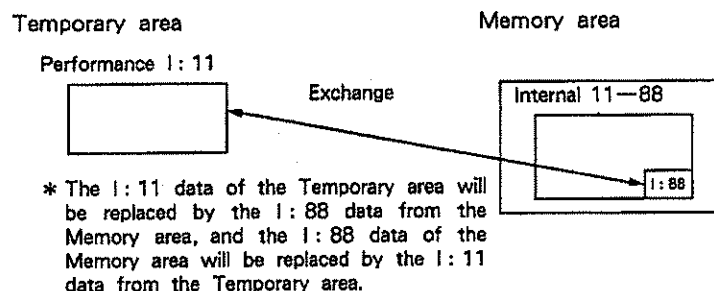 Temporary area
Memory area
Performance I : 11
Exchange
Internal 11—88
I : 88
* The I : 11 data of the Temporary area will
be replaced by the I : 88 data from the
Memory area, and the I : 88 data of the
Memory area will be replaced by the I : 11
data from the Temporary area.